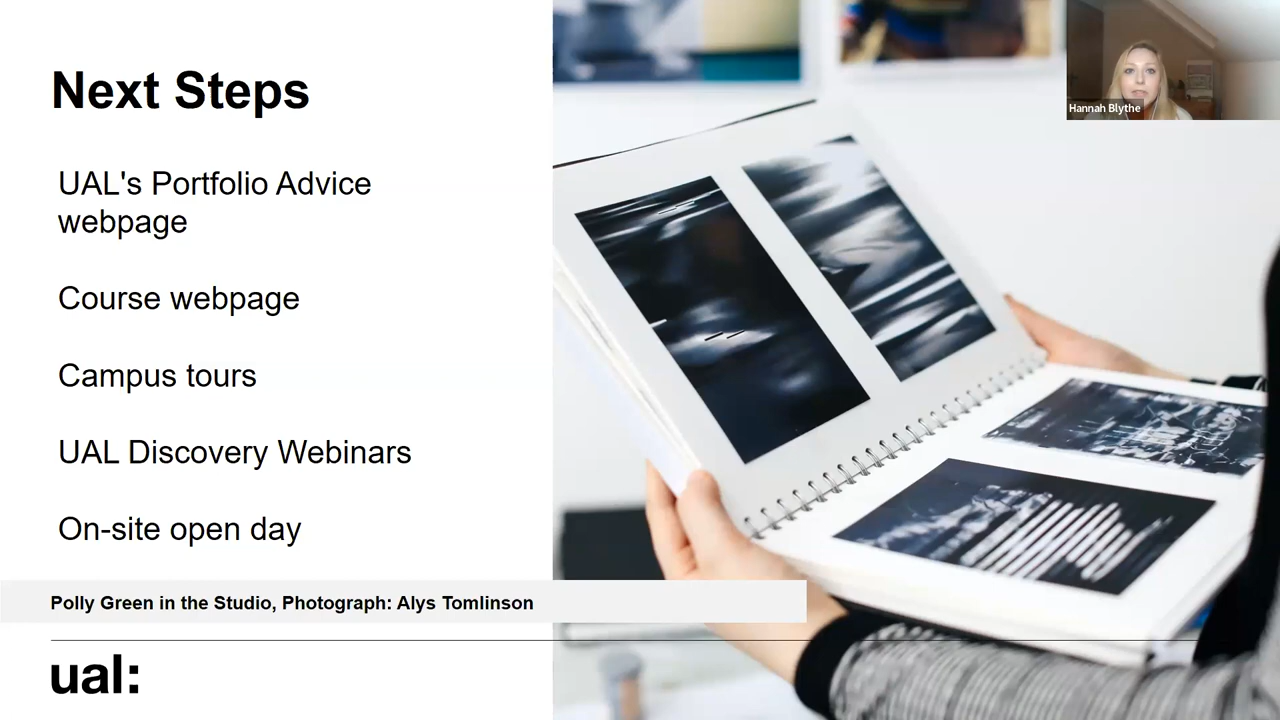 Next Steps
UAL's Portfolio Advice
webpage
Course webpage
Campus tours
UAL Discovery Webinars
On-site open day
Polly Green in the Studio, Photograph: Alys Tomlinson
ual:
Hannah Blythe